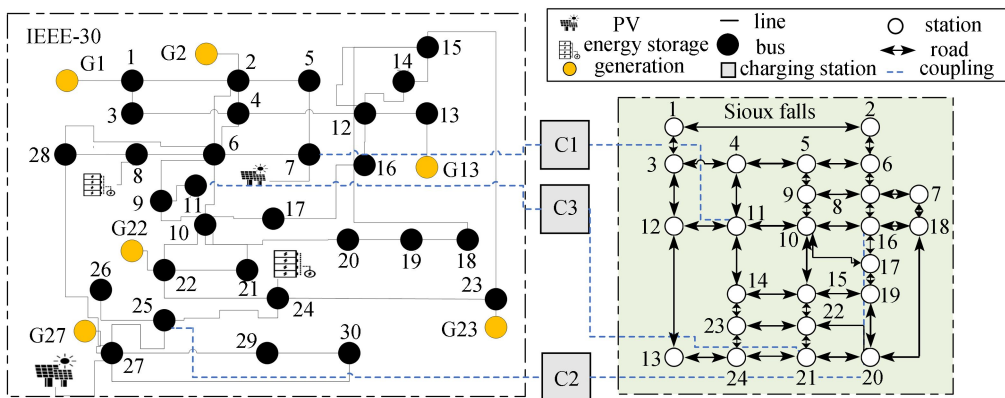 IEEE-30
G1
1
G2
2
5
14
15
3
4
12
13
28
8
6
7
16
G13
9
11
10
17
G22
22
21
20
19
18
26
25
24
23
G27
27
29
30
G23
C1
C3
C2
PV
line
station
energy storage
bus
road
generation
charging station
coupling
Sioux falls
1
2
3
4
5
6
9
8
7
12
11
10
16
18
17
14
15
19
23
22
13
24
21
20